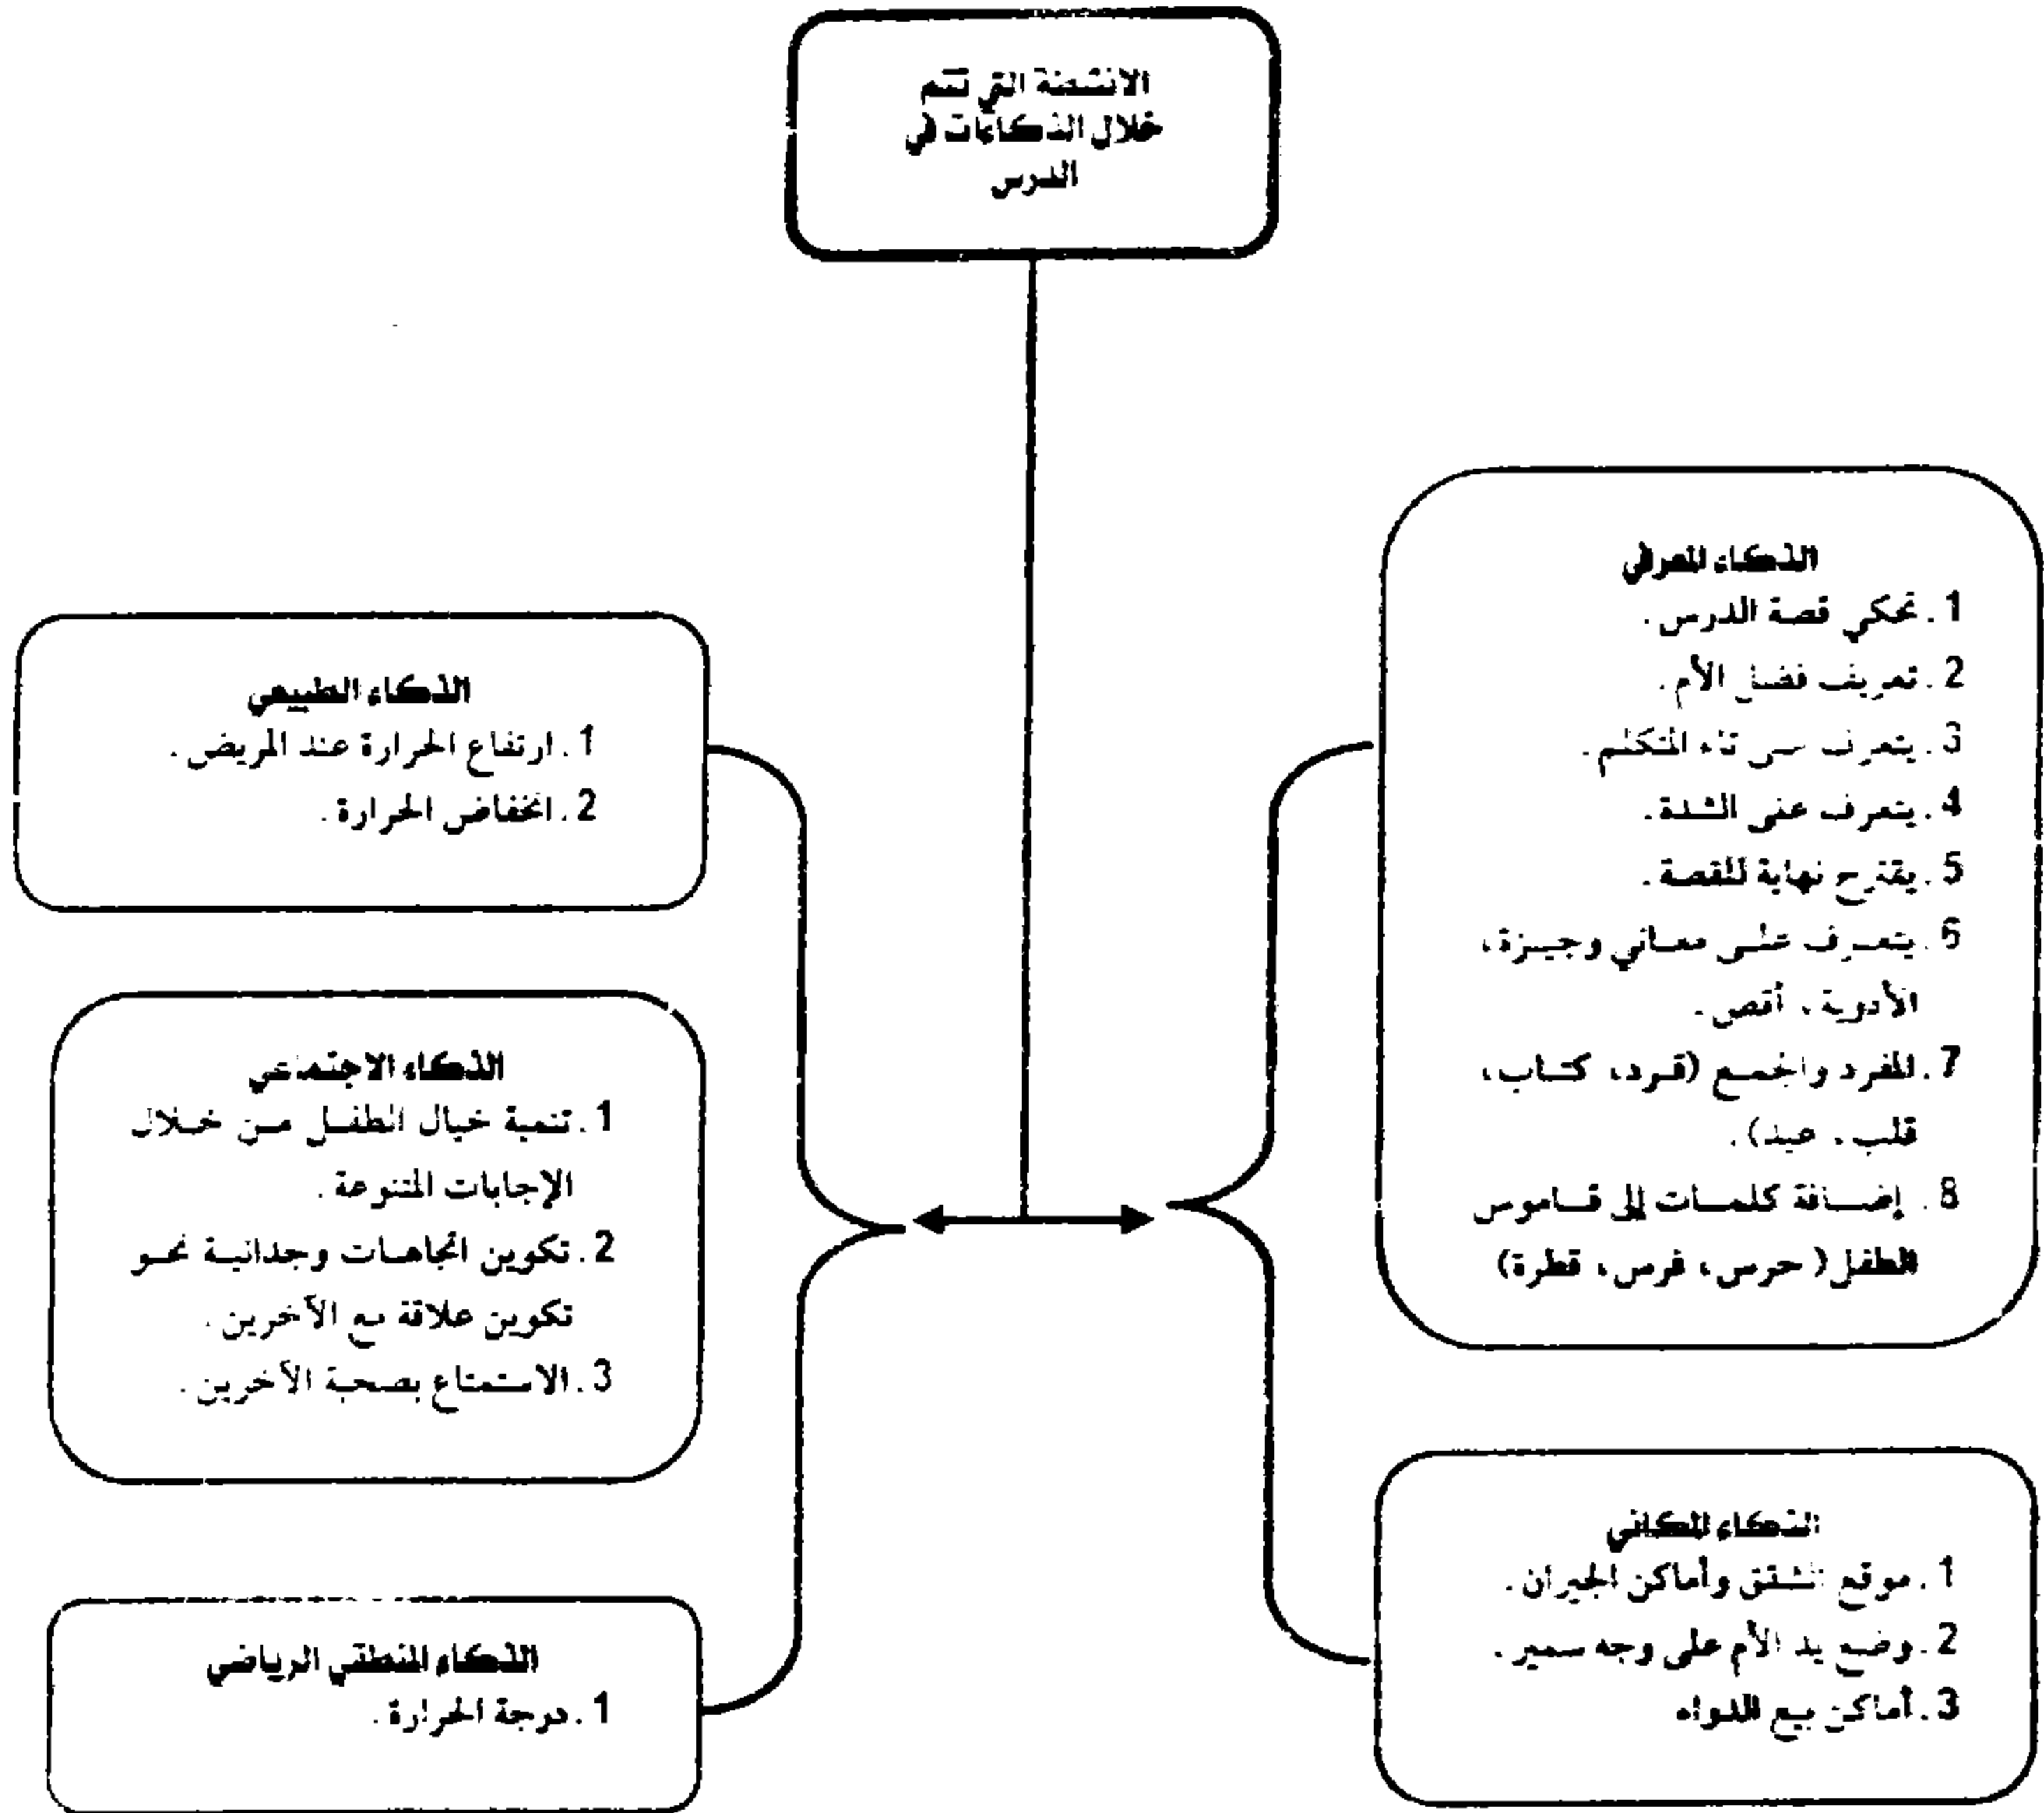 الانشطة التي تتم
خلال الذكاءات في
الدرس
الذكاء المعرفي
1. تحكي قصة الدرس.
2. تعريف فضل الأم.
3. يتعرف على تاء المتكلم.
4. يتعرف على الشدة.
5. يقترح نهاية للقصة.
6. يتعرف على معاني وجيزة،
الأدوية، أقصى.
7. المفرد والجمع (قرد، كتاب،
قلب، عيد).
8. إضافة كلمات إلى قاموس
الطفل (حرص، قرص، قطرة)
الذكاء الطبيعي
1. ارتفاع الحرارة عند المريض.
2. انخفاض الحرارة.
الذكاء الاجتماعي
1. تنمية خيال الطفل من خلال
الإجابات المتنوعة.
2. تكوين اتجاهات وجدانية نحو
تكوين علاقة مع الآخرين.
3. الاستمتاع بصحبة الآخرين.
الذكاء المكاني
1. موقع الشقق وأماكن الجيران.
2. وضع يد الأم على وجه سمير.
3. أماكن بيع الدواء
الذكاء المنطقي الرياضي
1. درجة الحرارة.